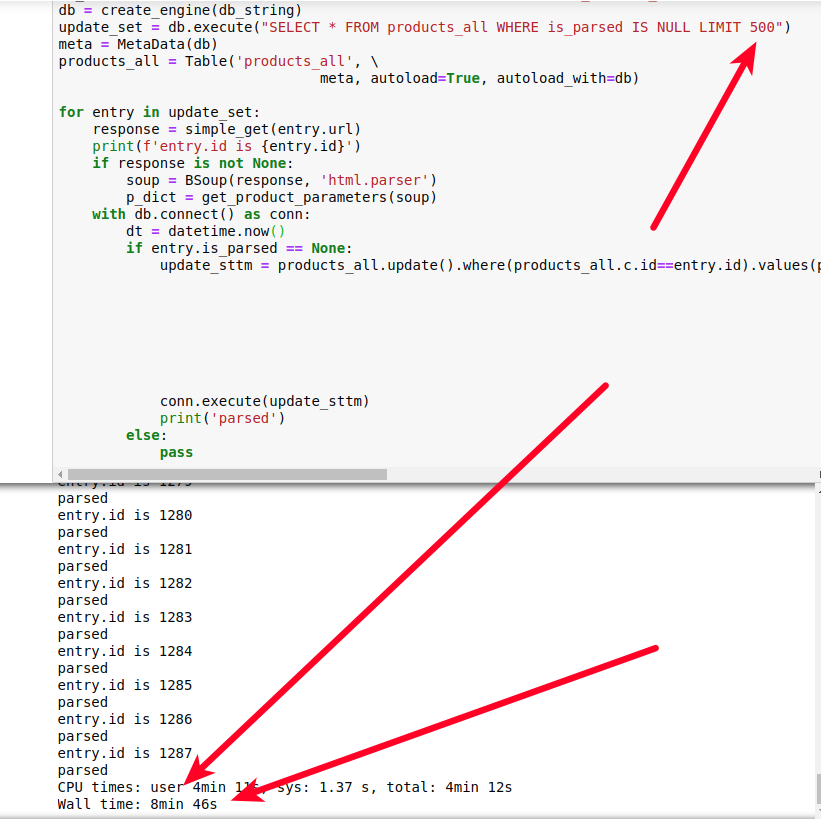 db = create_engine(db_string)
update_set = db.execute("SELECT * FROM products_all WHERE is_parsed IS NULL LIMIT 500")
meta = MetaData(db)
products_all = Table('products_all', \
meta, autoload=True, autoload_with=db)
for entry in update_set:
response = simple_get(entry.url)
print(f'entry.id is {entry.id}')
if response is not None:
soup = BSoup(response, 'html.parser')
p_dict = get_product_parameters(soup)
with db.connect() as conn:
dt = datetime.now()
if entry.is_parsed == None:
update_sttm = products_all.update().where(products_all.c.id==entry.id).values(p
conn.execute(update_sttm)
print('parsed')
else:
pass
entry.id is 1279
parsed
entry.id is 1280
parsed
entry.id is 1281
parsed
entry.id is 1282
parsed
entry.id is 1283
parsed
entry.id is 1284
parsed
entry.id is 1285
parsed
entry.id is 1286
parsed
entry.id is 1287
parsed
CPU times: user 4min 11s, sys: 1.37 s, total: 4min 12s
Wall time: 8min 46s